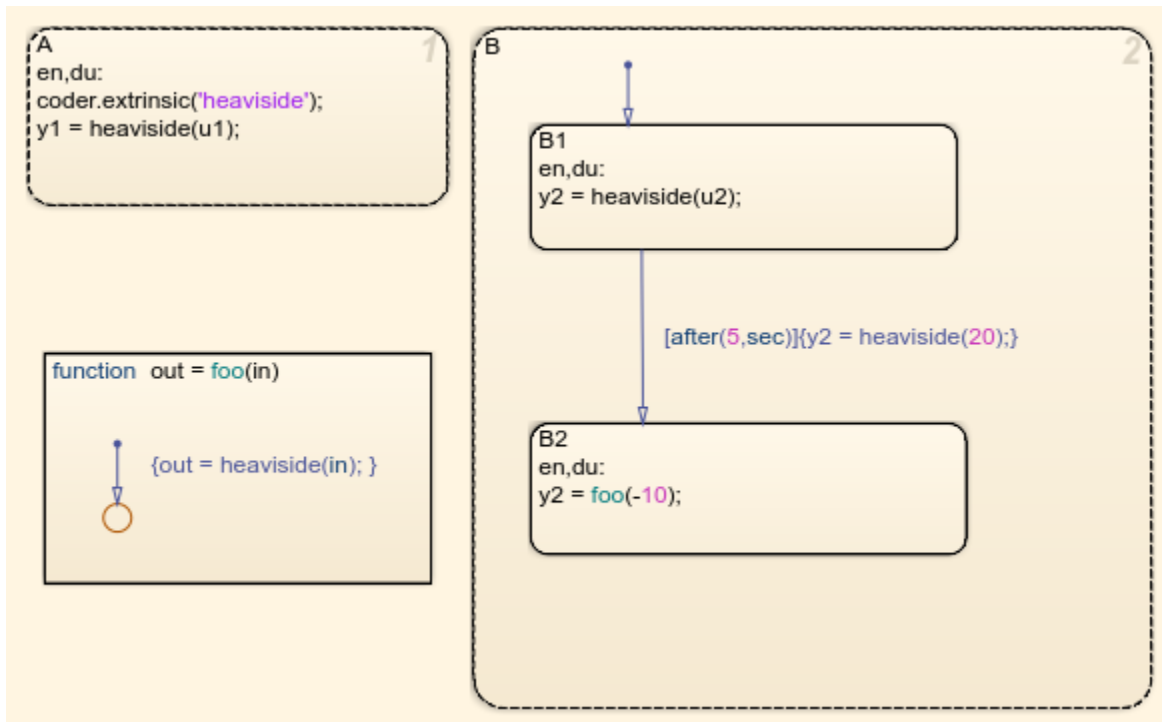 A
1
en,du:
coder.extrinsic('heaviside');
y1 = heaviside(u1);
function out = foo(in)
{out = heaviside(in); }
B
2
B1
en,du:
y2 = heaviside(u2);
[after(5,sec)]{y2 = heaviside(20);}
B2
en,du:
y2 = foo(-10);